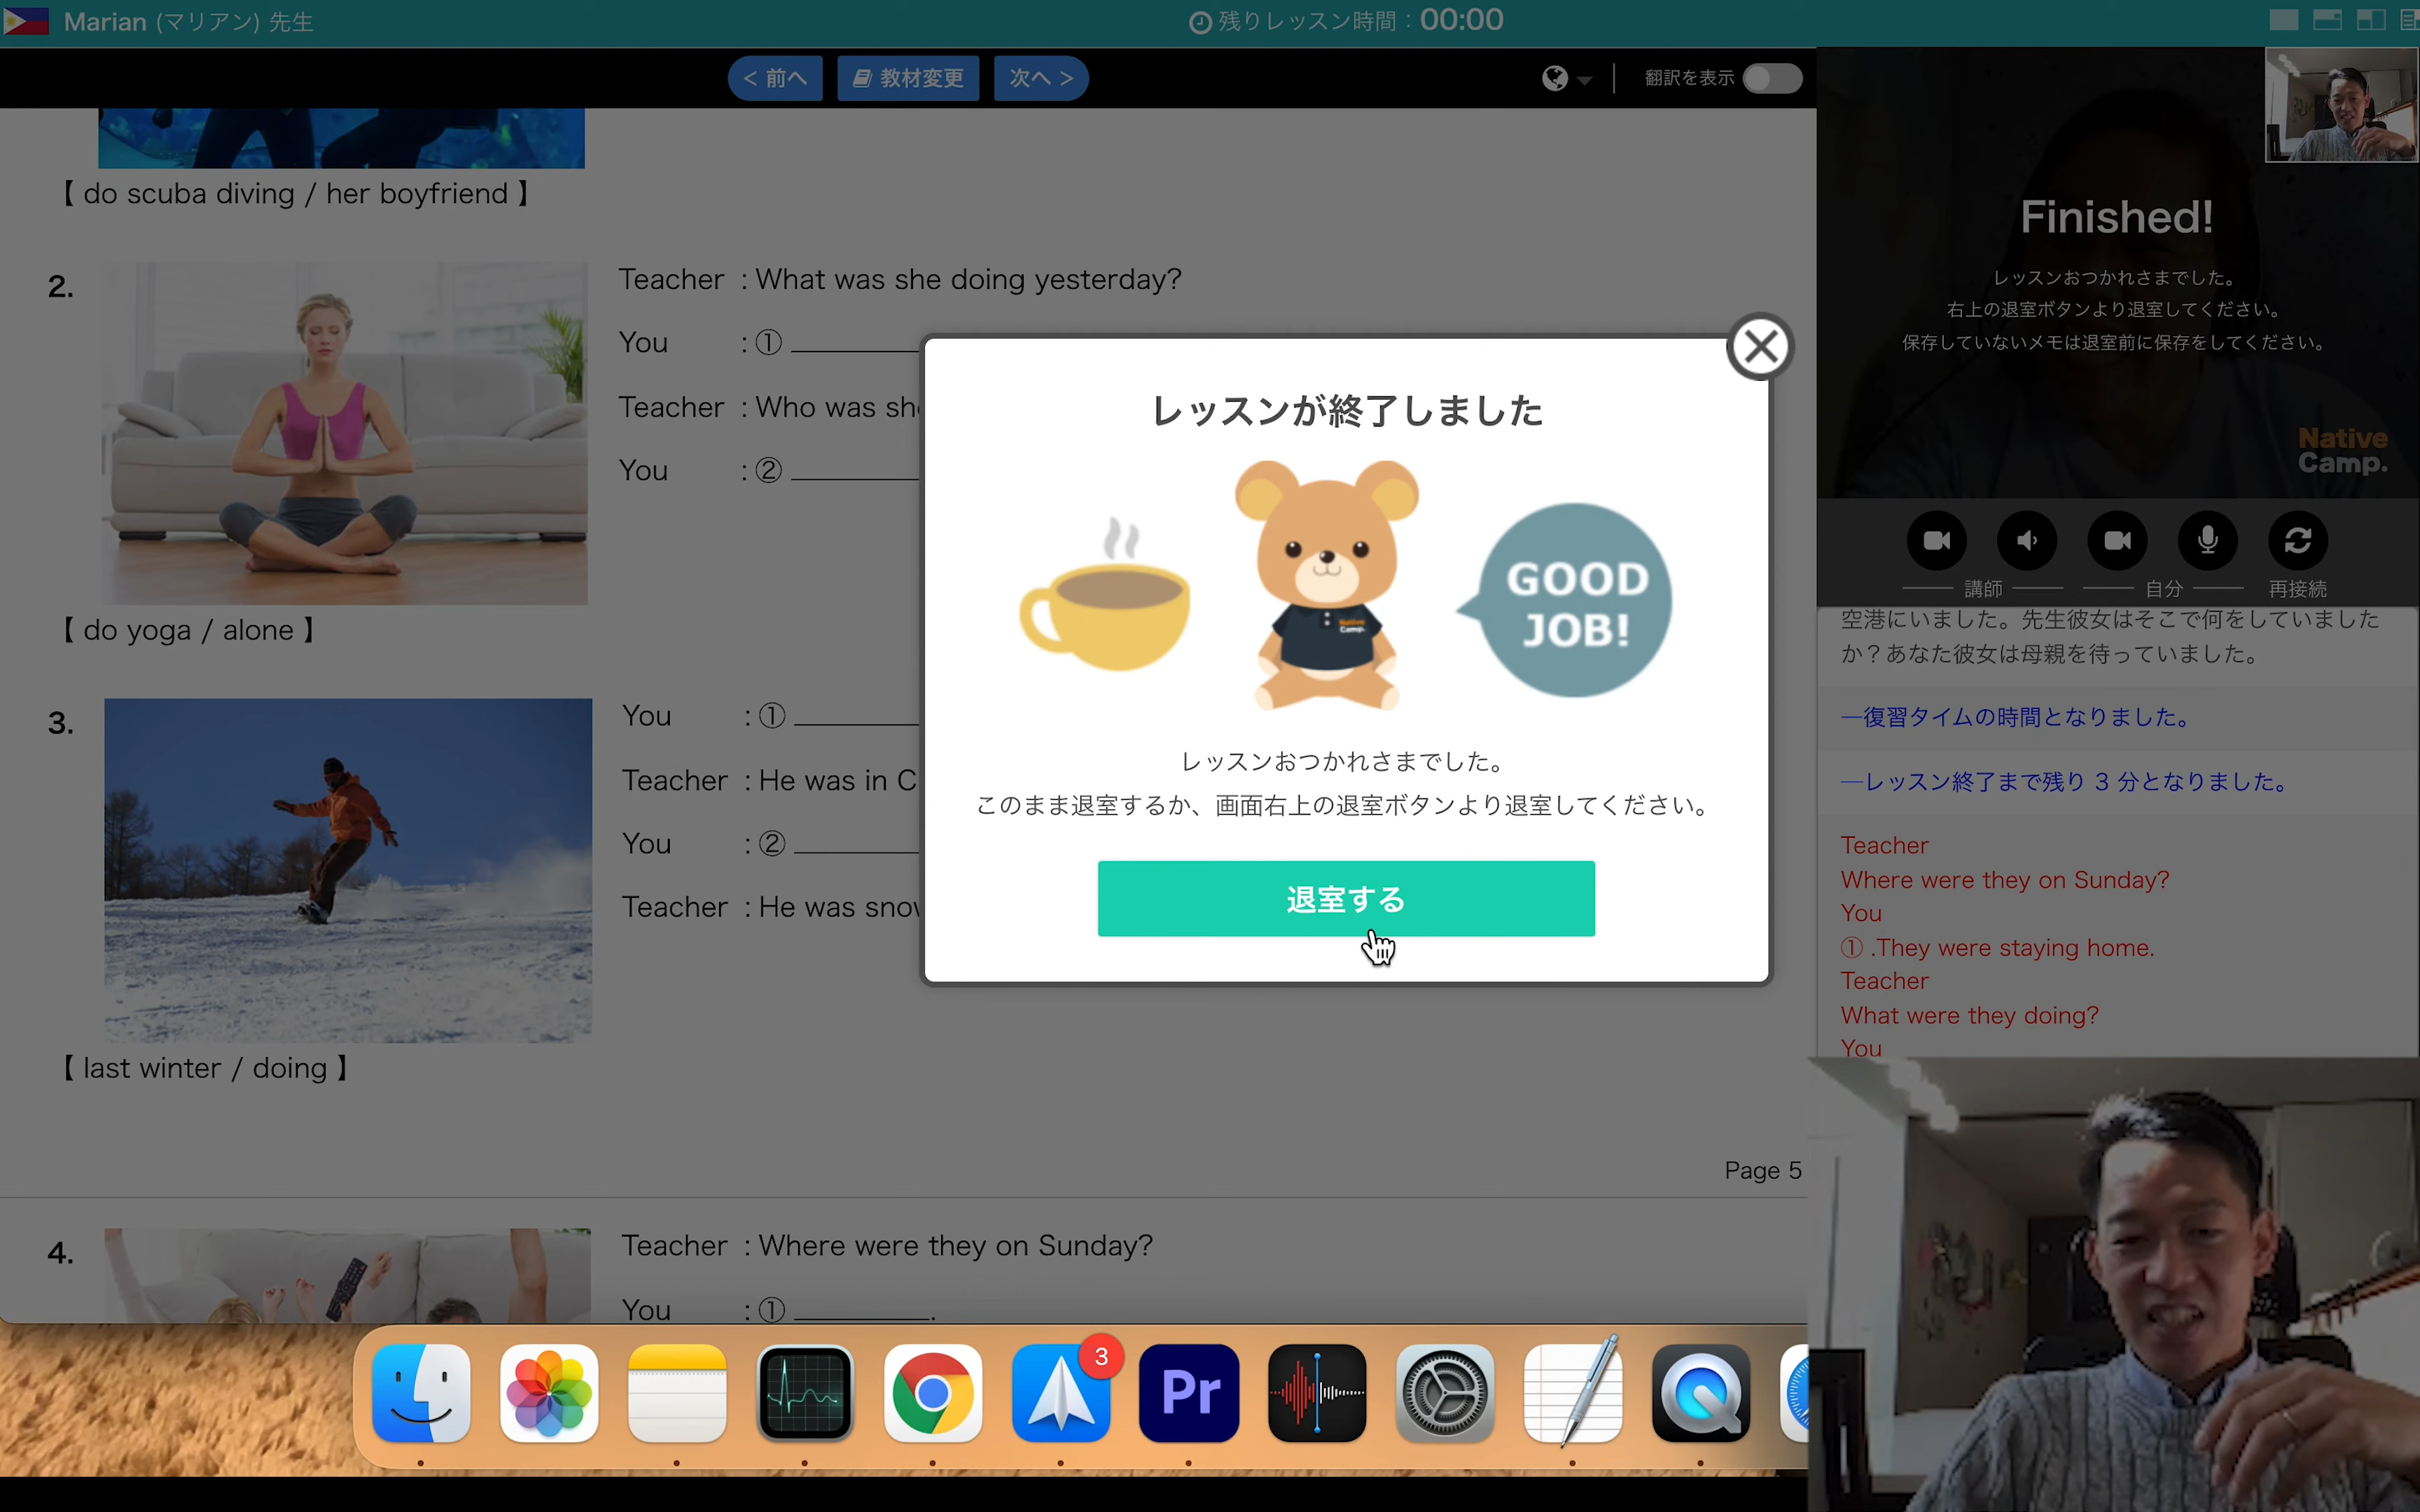 Marian (マリアン) 先生
残りレッスン時間：00:00
< 前へ
教材変更
次へ >
翻訳を表示
【 do scuba diving / her boyfriend 】
2.
Teacher : What was she doing yesterday?
You : ①
Teacher : Who was sh
You : ②
【 do yoga / alone 】
3.
You : ①
Teacher : He was in C
You : ②
Teacher : He was snow
【 last winter / doing 】
Page 5
4.
Teacher : Where were they on Sunday?
You : ① .
レッスンが終了しました
Native Camp.
GOOD
JOB!
レッスンおつかれさまでした。
このまま退室するか、画面右上の退室ボタンより退室してください。
退室する
Finished!
レッスンおつかれさまでした。
右上の退室ボタンより退室してください。
保存していないメモは退室前に保存をしてください。
Native
Camp.
講師
自分
再接続
空港にいました。先生彼女はそこで何をしていました
か？あなた彼女は母親を待っていました。
―復習タイムの時間となりました。
―レッスン終了まで残り 3 分となりました。
Teacher
Where were they on Sunday?
You
① .They were staying home.
Teacher
What were they doing?
You
3
Pr